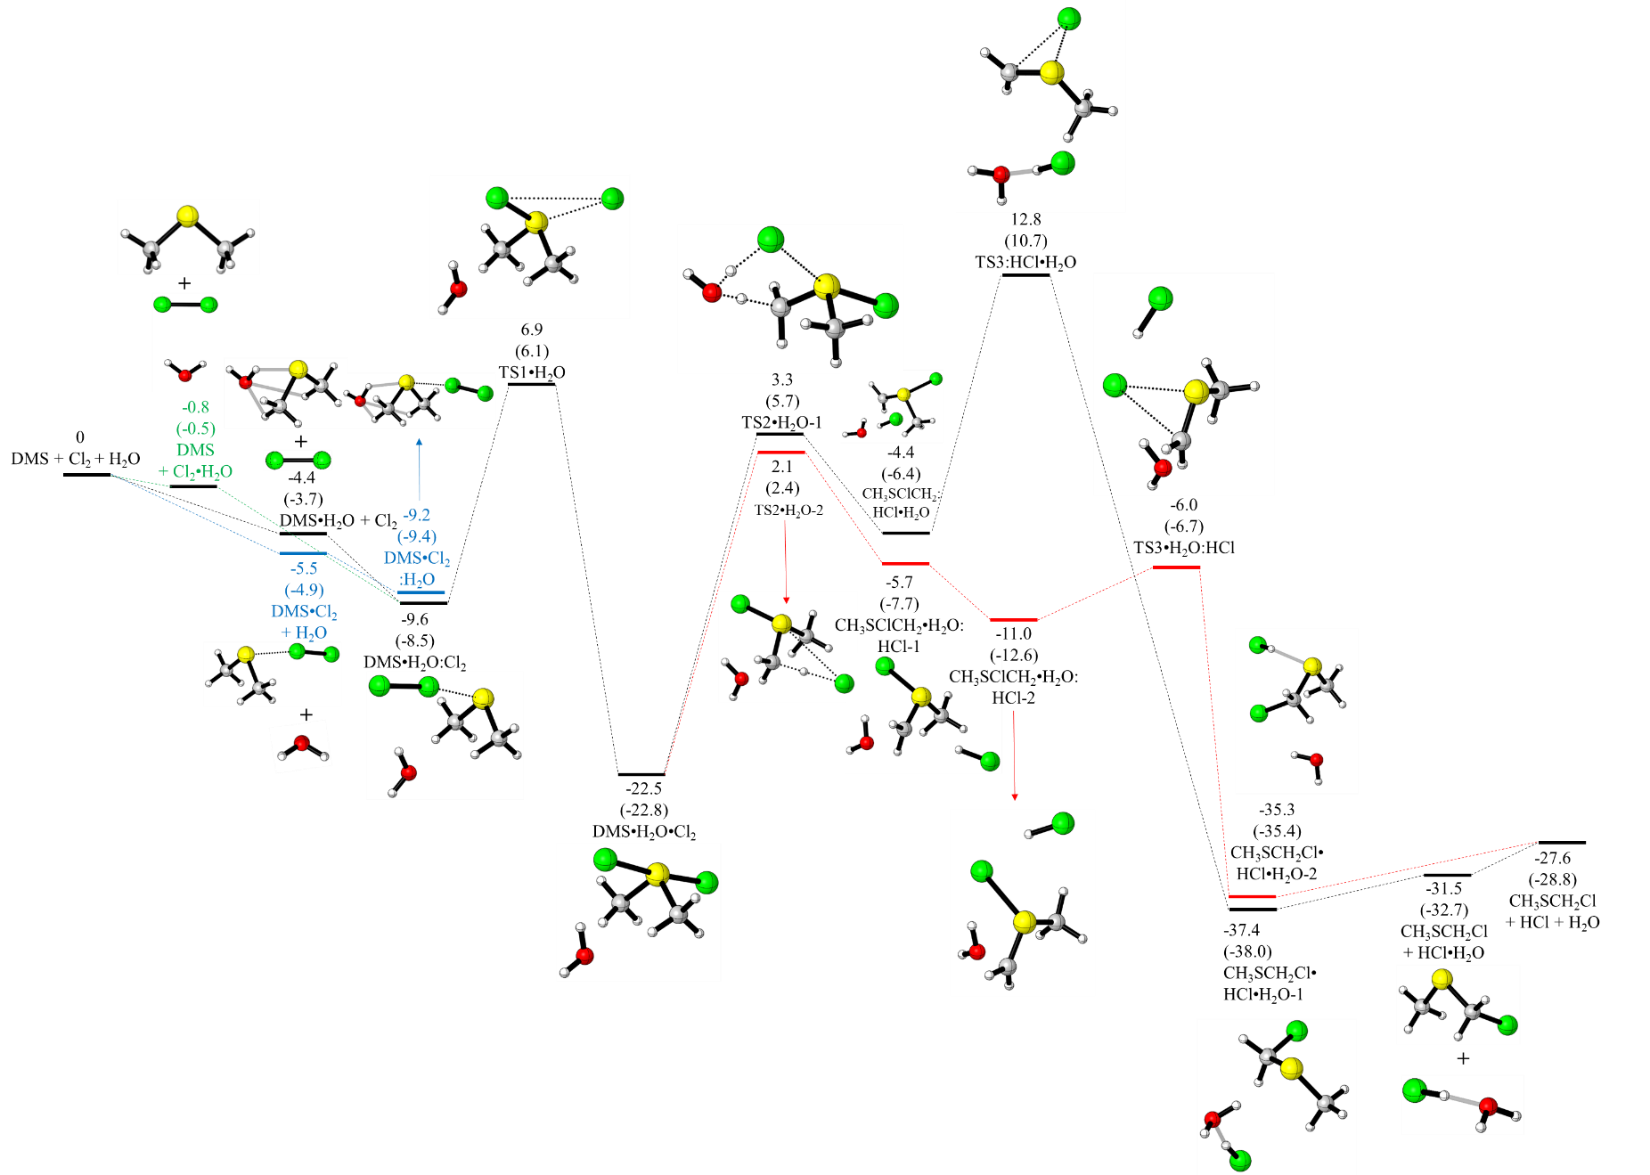 0
DMS + Cl₂ + H₂O
+
-0.8
(-0.5)
DMS
+ Cl₂•H₂O
+
-4.4
(-3.7)
DMS•H₂O + Cl₂
-5.5
(-4.9)
DMS•Cl₂
+ H₂O
+
-9.2
(-9.4)
DMS•Cl₂
:H₂O
-9.6
(-8.5)
DMS•H₂O:Cl₂
6.9
(6.1)
TS1•H₂O
-22.5
(-22.8)
DMS•H₂O•Cl₂
3.3
(5.7)
TS2•H₂O-1
2.1
(2.4)
TS2•H₂O-2
-4.4
(-6.4)
CH₃SClCH₂:
HCl•H₂O
-5.7
(-7.7)
CH₃SClCH₂•H₂O:
HCl-1
-11.0
(-12.6)
CH₃SClCH₂•H₂O:
HCl-2
12.8
(10.7)
TS3:HCl•H₂O
-6.0
(-6.7)
TS3•H₂O:HCl
-35.3
(-35.4)
CH₃SCH₂Cl•
HCl•H₂O-2
-37.4
(-38.0)
CH₃SCH₂Cl•
HCl•H₂O-1
-31.5
(-32.7)
CH₃SCH₂Cl
+ HCl•H₂O
+
-27.6
(-28.8)
CH₃SCH₂Cl
+ HCl + H₂O